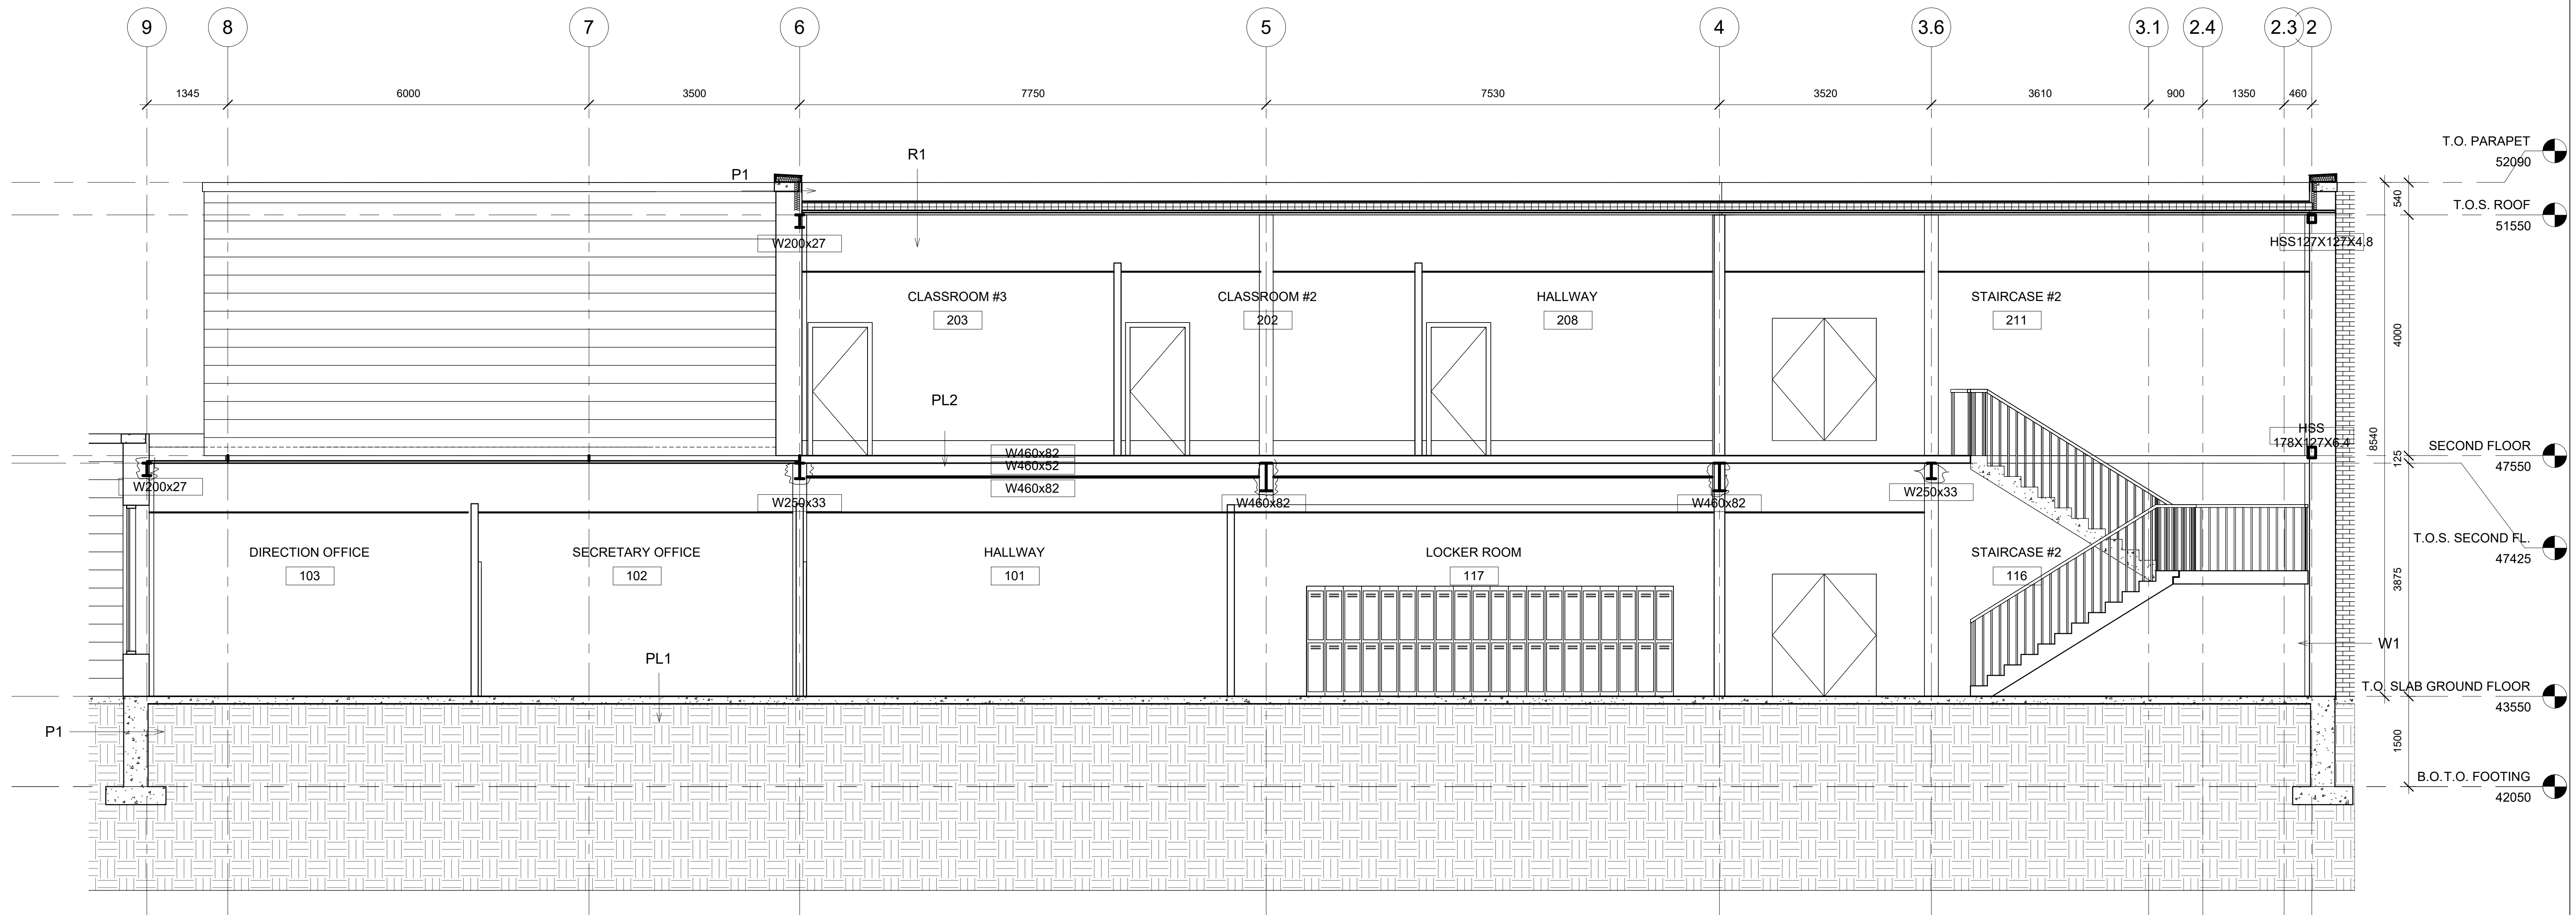 9 8 7 6 5 4 3.6 3.1 2.4 2.3 2
1345 6000 3500 7750 7530 3520 3610 900 1350 460
T.O. PARAPET
52090
R1
P1
540
T.O.S. ROOF
51550
W200x27
HSS127X127X4.8
CLASSROOM #3
203
CLASSROOM #2
202
HALLWAY
208
STAIRCASE #2
211
4000
PL2
HSS
178X127X6.4
8540
SECOND FLOOR
47550
W460x82
W460x52
W460x82
125
W200x27
W250x33
W460x82
W460x82
W250x33
T.O.S. SECOND FL.
47425
DIRECTION OFFICE
103
SECRETARY OFFICE
102
HALLWAY
101
LOCKER ROOM
117
STAIRCASE #2
116
3875
W1
PL1
T.O. SLAB GROUND FLOOR
43550
P1
1500
B.O.T.O. FOOTING
42050